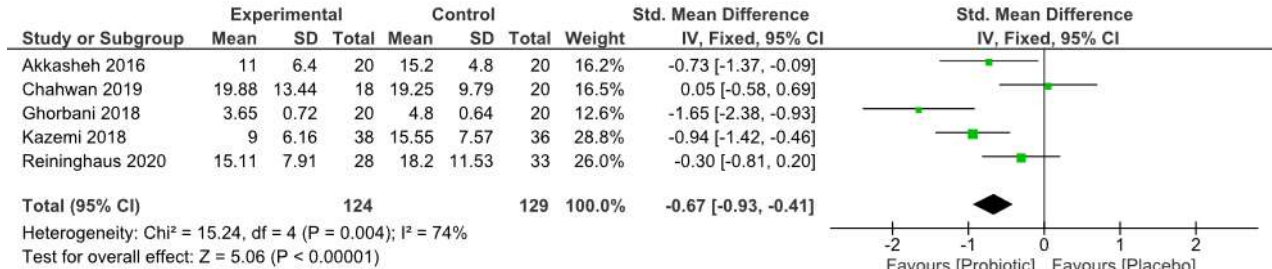 Experimental Control Std. Mean Difference Std. Mean Difference
Study or Subgroup Mean SD Total Mean SD Total Weight IV, Fixed, 95% CI IV, Fixed, 95% CI
Akkasheh 2016 11 6.4 20 15.2 4.8 20 16.2% -0.73 [-1.37, -0.09]
Chahwan 2019 19.88 13.44 18 19.25 9.79 20 16.5% 0.05 [-0.58, 0.69]
Ghorbani 2018 3.65 0.72 20 4.8 0.64 20 12.6% -1.65 [-2.38, -0.93]
Kazemi 2018 9 6.16 38 15.55 7.57 36 28.8% -0.94 [-1.42, -0.46]
Reininghaus 2020 15.11 7.91 28 18.2 11.53 33 26.0% -0.30 [-0.81, 0.20]
Total (95% CI) 124 129 100.0% -0.67 [-0.93, -0.41]
Heterogeneity: Chi² = 15.24, df = 4 (P = 0.004); I² = 74%
Test for overall effect: Z = 5.06 (P < 0.00001)
-2 -1 0 1 2
Favours [Probiotic] Favours [Placebo]